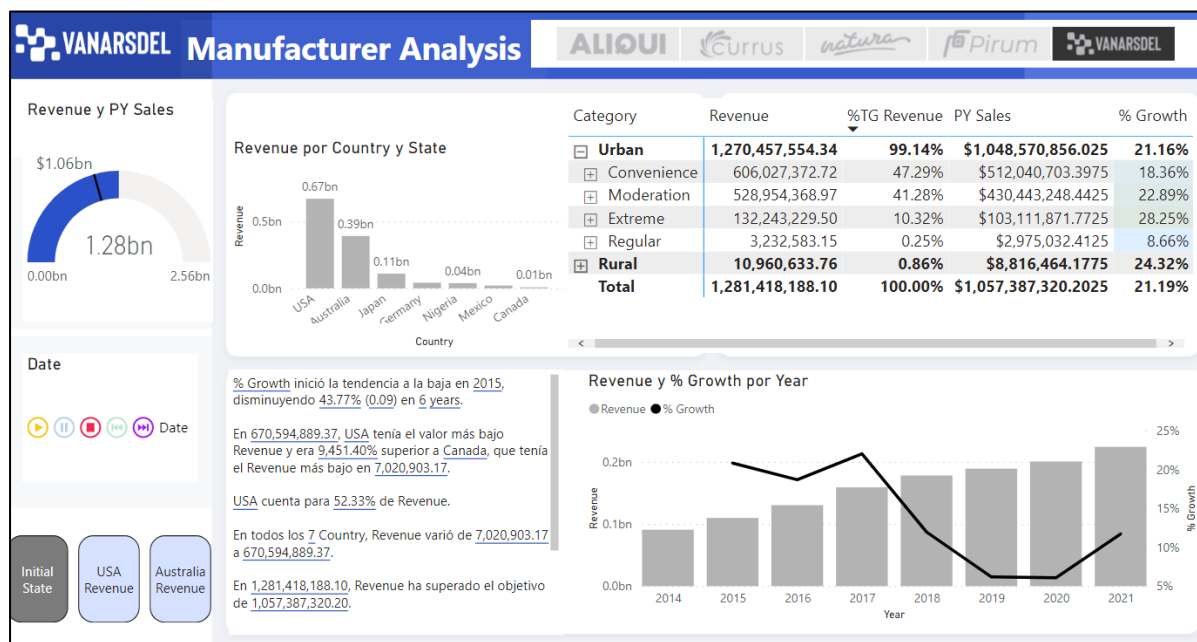 VANARSDEL Manufacturer Analysis
ALIQUI
Currus
natura
Pirum
VANARSDEL
Revenue y PY Sales
$1.06bn
1.28bn
0.00bn
2.56bn
Revenue por Country y State
Revenue
0.5bn
0.0bn
0.67bn
0.39bn
0.11bn
0.04bn
0.01bn
USA
Australia
Japan
Germany
Nigeria
Mexico
Canada
Country
Category Revenue %TG Revenue PY Sales % Growth
Urban 1,270,457,554.34 99.14% $1,048,570,856.025 21.16%
Convenience 606,027,372.72 47.29% $512,040,703.3975 18.36%
Moderation 528,954,368.97 41.28% $430,443,248.4425 22.89%
Extreme 132,243,229.50 10.32% $103,111,871.7725 28.25%
Regular 3,232,583.15 0.25% $2,975,032.4125 8.66%
Rural 10,960,633.76 0.86% $8,816,464.1775 24.32%
Total 1,281,418,188.10 100.00% $1,057,387,320.2025 21.19%
Date
Date
Initial
State
USA
Revenue
Australia
Revenue
% Growth inició la tendencia a la baja en 2015,
disminuyendo 43.77% (0.09) en 6 years.
En 670,594,889.37, USA tenía el valor más bajo
Revenue y era 9,451.40% superior a Canada, que tenía
el Revenue más bajo en 7,020,903.17.
USA cuenta para 52.33% de Revenue.
En todos los 7 Country, Revenue varió de 7,020,903.17
a 670,594,889.37.
En 1,281,418,188.10, Revenue ha superado el objetivo
de 1,057,387,320.20.
Revenue y % Growth por Year
Revenue % Growth
Revenue
0.2bn
0.1bn
0.0bn
25%
20%
15%
10%
5%
% Growth
2014 2015 2016 2017 2018 2019 2020 2021
Year